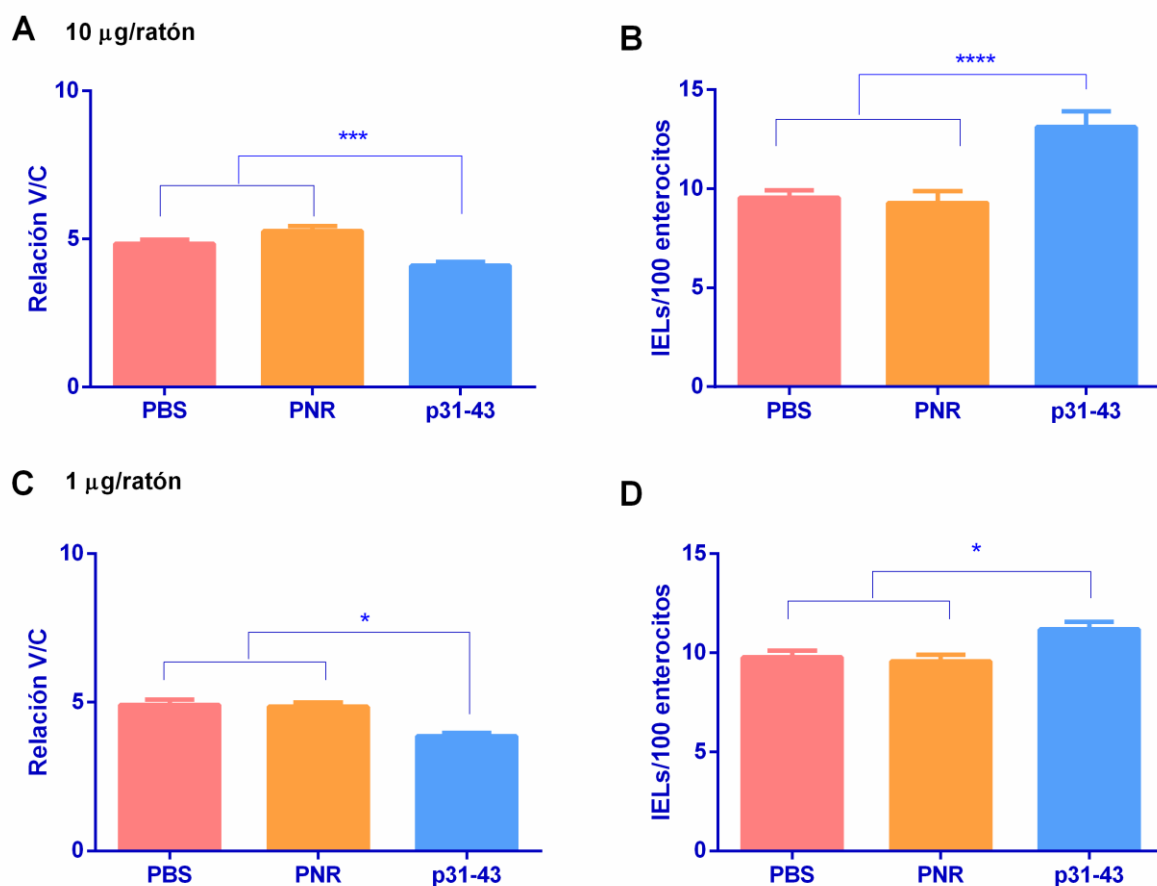 A 10 μg/ratón
Relación V/C
10
5
0
***
PBS PNR p31-43
B
IELs/100 enterocitos
15
10
5
0
****
PBS PNR p31-43
C 1 μg/ratón
Relación V/C
10
5
0
*
PBS PNR p31-43
D
IELs/100 enterocitos
15
10
5
0
*
PBS PNR p31-43